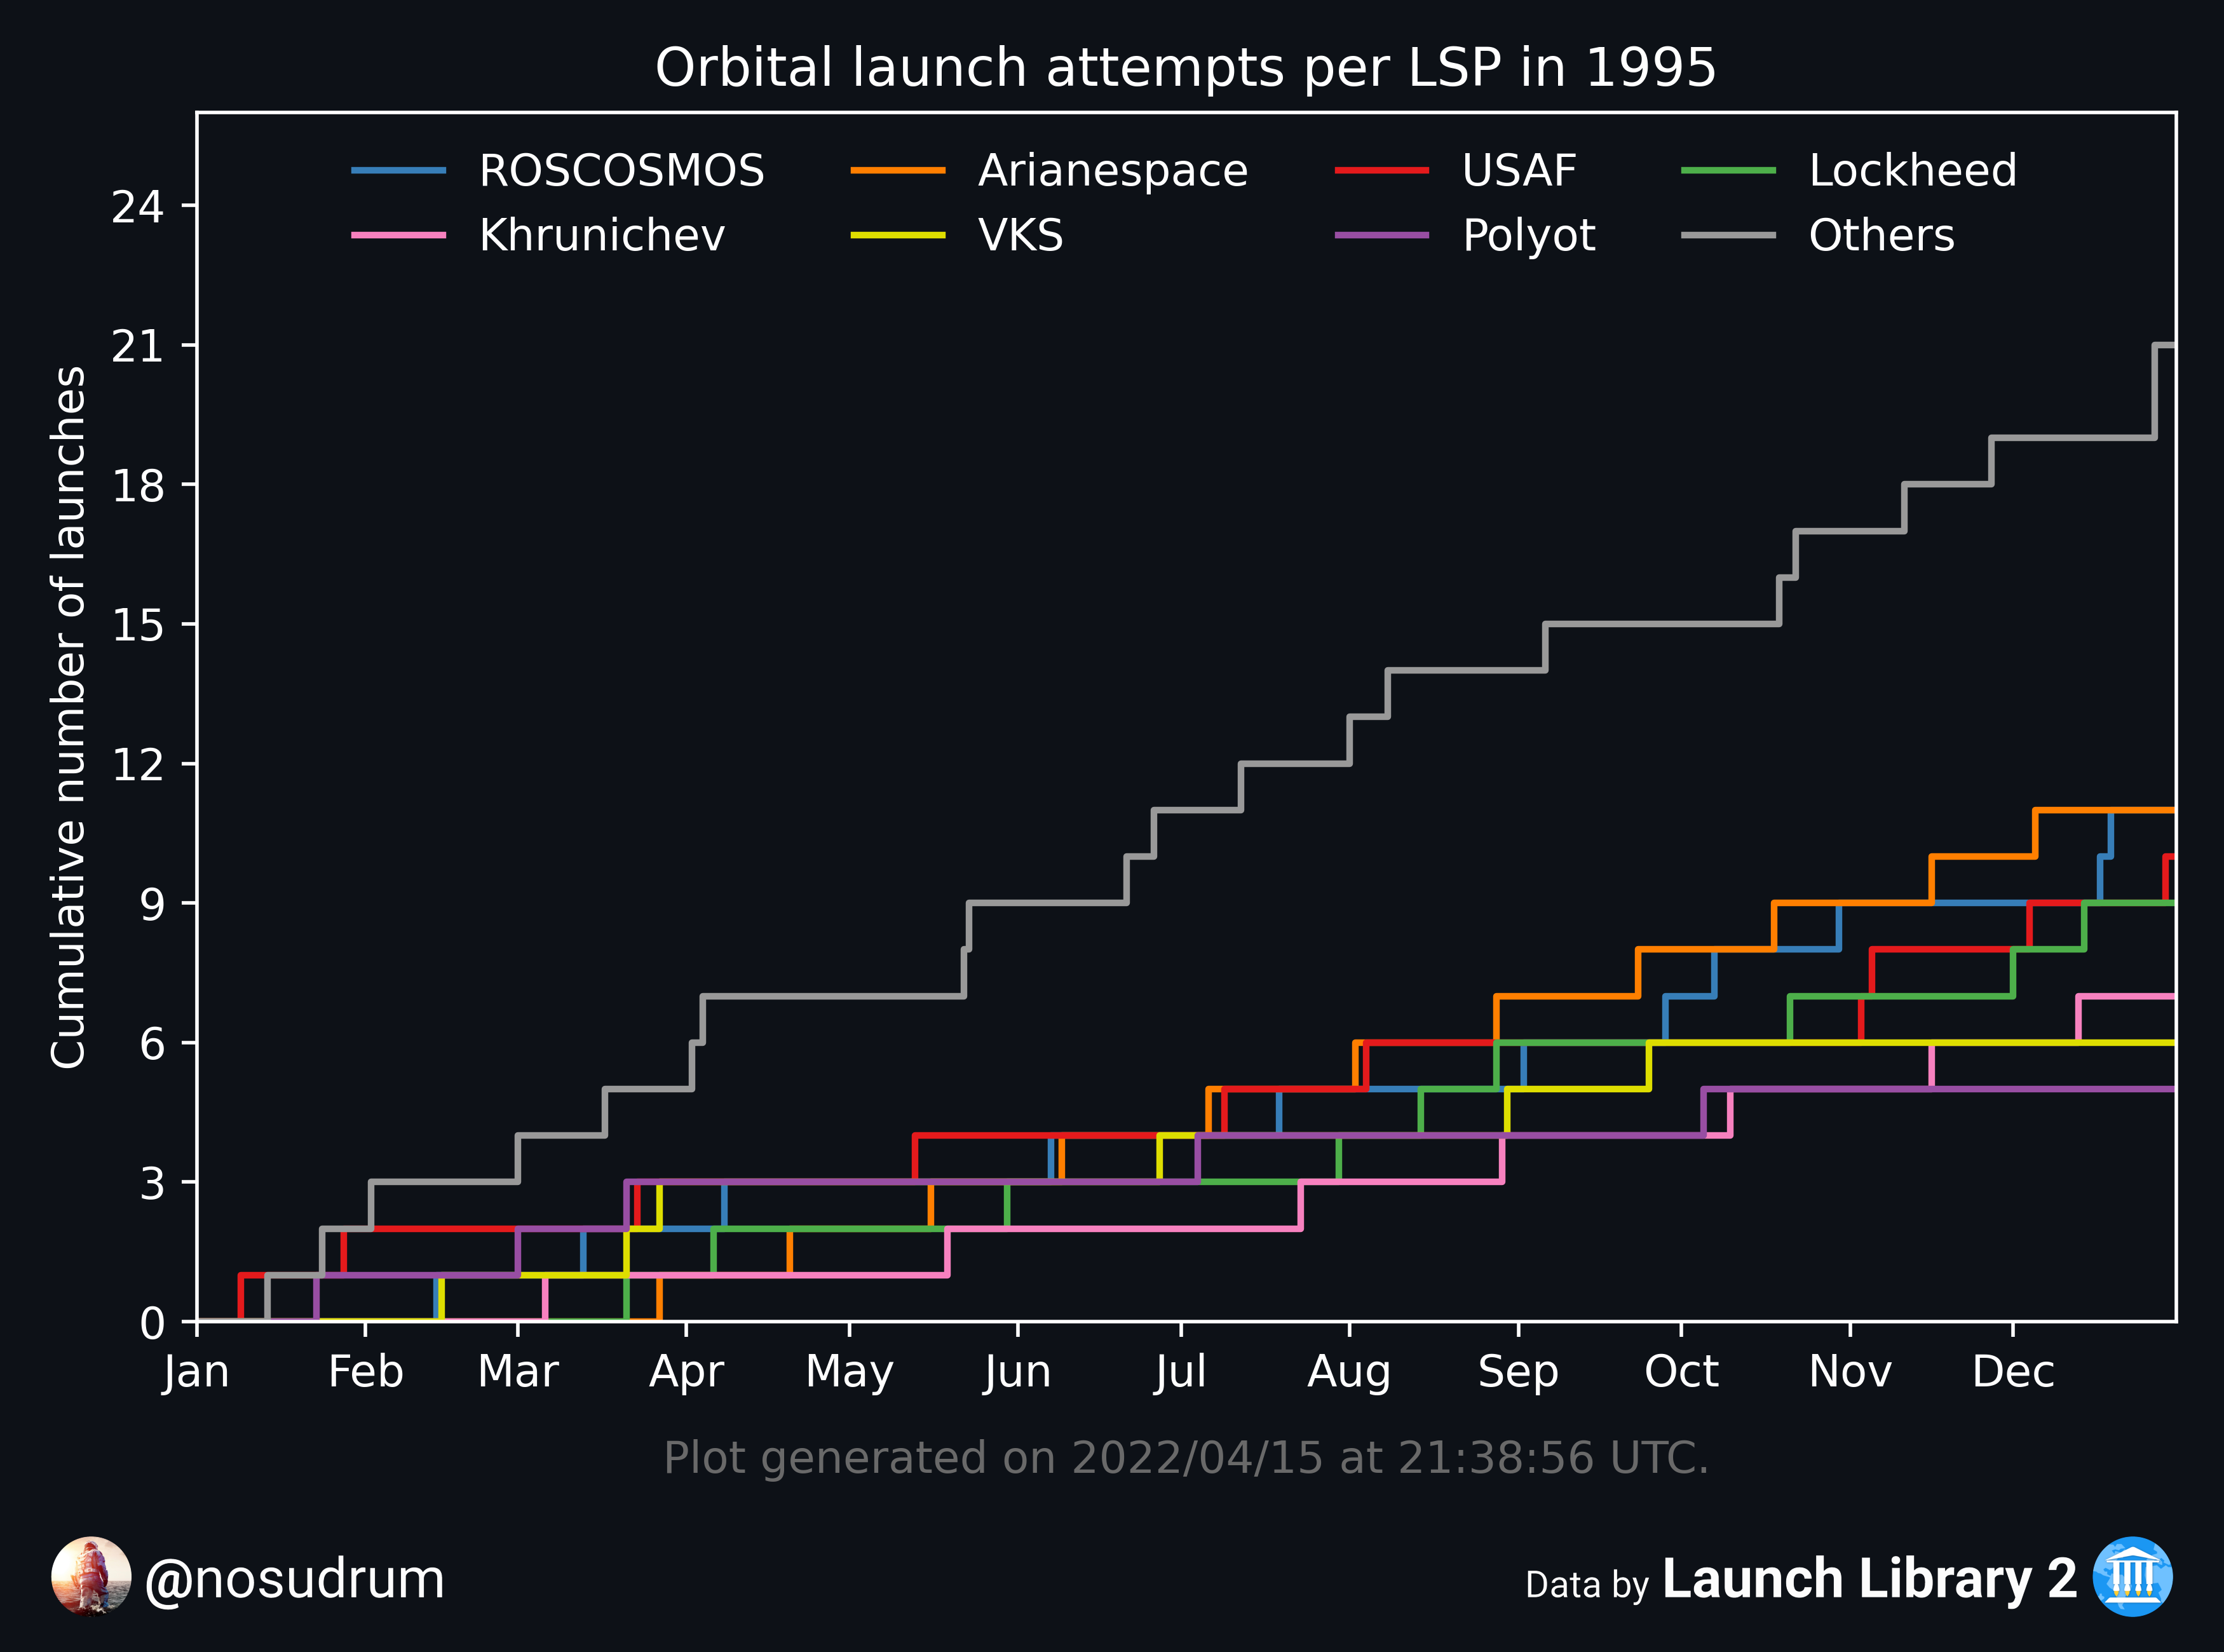 Orbital launch attempts per LSP in 1995
ROSCOSMOS Arianespace USAF Lockheed
Khrunichev VKS Polyot Others
Cumulative number of launches
24
21
18
15
12
9
6
3
0
Jan Feb Mar Apr May Jun Jul Aug Sep Oct Nov Dec
Plot generated on 2022/04/15 at 21:38:56 UTC.
@nosudrum
Data by Launch Library 2